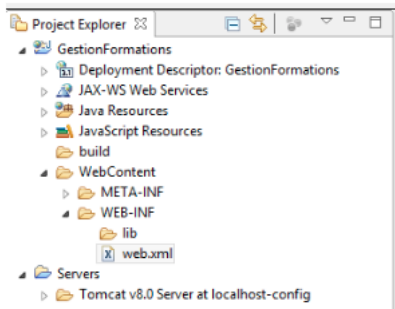 Project Explorer
GestionFormations
Deployment Descriptor: GestionFormations
JAX-WS Web Services
Java Resources
JavaScript Resources
build
WebContent
META-INF
WEB-INF
lib
web.xml
Servers
Tomcat v8.0 Server at localhost-config